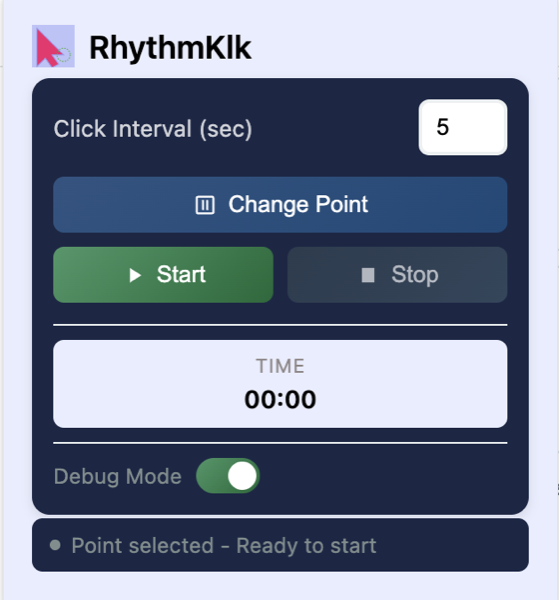 RhythmKlk
Click Interval (sec) 5
Change Point
Start Stop
TIME
00:00
Debug Mode
Point selected - Ready to start